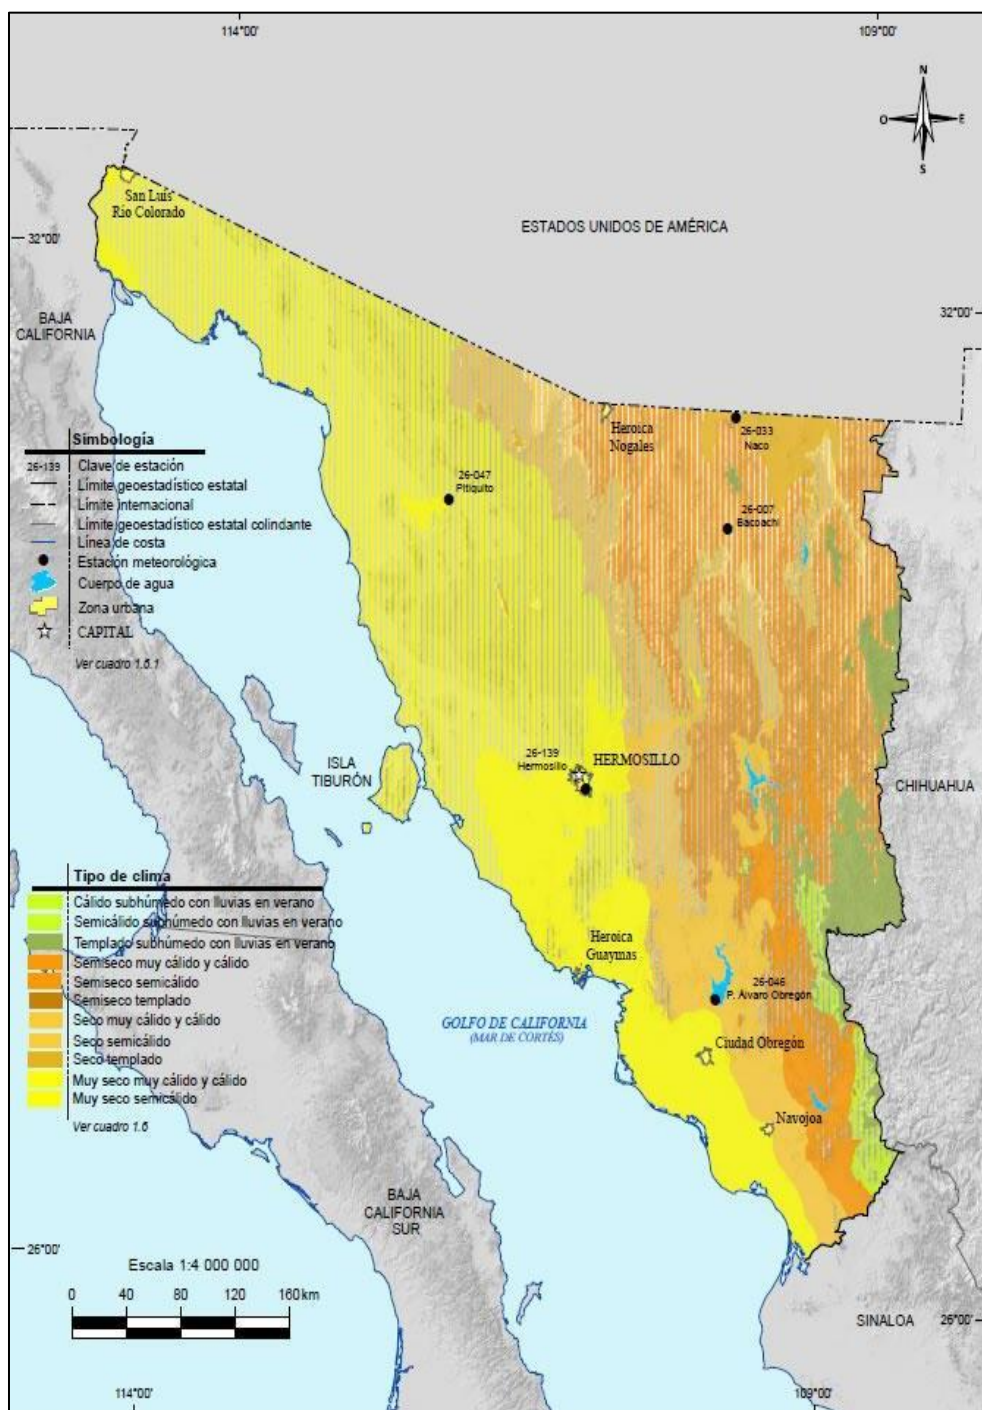 114°00'
109°00'
N
O
E
S
San Luis
Río Colorado
32°00'
ESTADOS UNIDOS DE AMÉRICA
BAJA
CALIFORNIA
32°00'
Heroica
Nogales
26-033
Naco
Simbología
26-139 Clave de estación
Límite geoestadístico estatal
Límite internacional
Límite geoestadístico estatal colindante
Línea de costa
Estación meteorológica
Cuerpo de agua
Zona urbana
CAPITAL
Ver cuadro 1.6.1
26-047
Pitiquito
26-007
Bacoachi
26-139
Hermosillo
HERMOSILLO
ISLA
TIBURÓN
CHIHUAHUA
Tipo de clima
Cálido subhúmedo con lluvias en verano
Semicálido subhúmedo con lluvias en verano
Templado subhúmedo con lluvias en verano
Semiseco muy cálido y cálido
Semiseco semicálido
Semiseco templado
Seco muy cálido y cálido
Seco semicálido
Seco templado
Muy seco muy cálido y cálido
Muy seco semicálido
Ver cuadro 1.6
Heroica
Guaymas
26-046
P. Álvaro Obregón
GOLFO DE CALIFORNIA
(MAR DE CORTÉS)
Ciudad Obregón
Navojoa
BAJA
CALIFORNIA
SUR
26°00'
Escala 1:4 000 000
0 40 80 120 160 km
SINALOA
26°00'
114°00'
109°00'